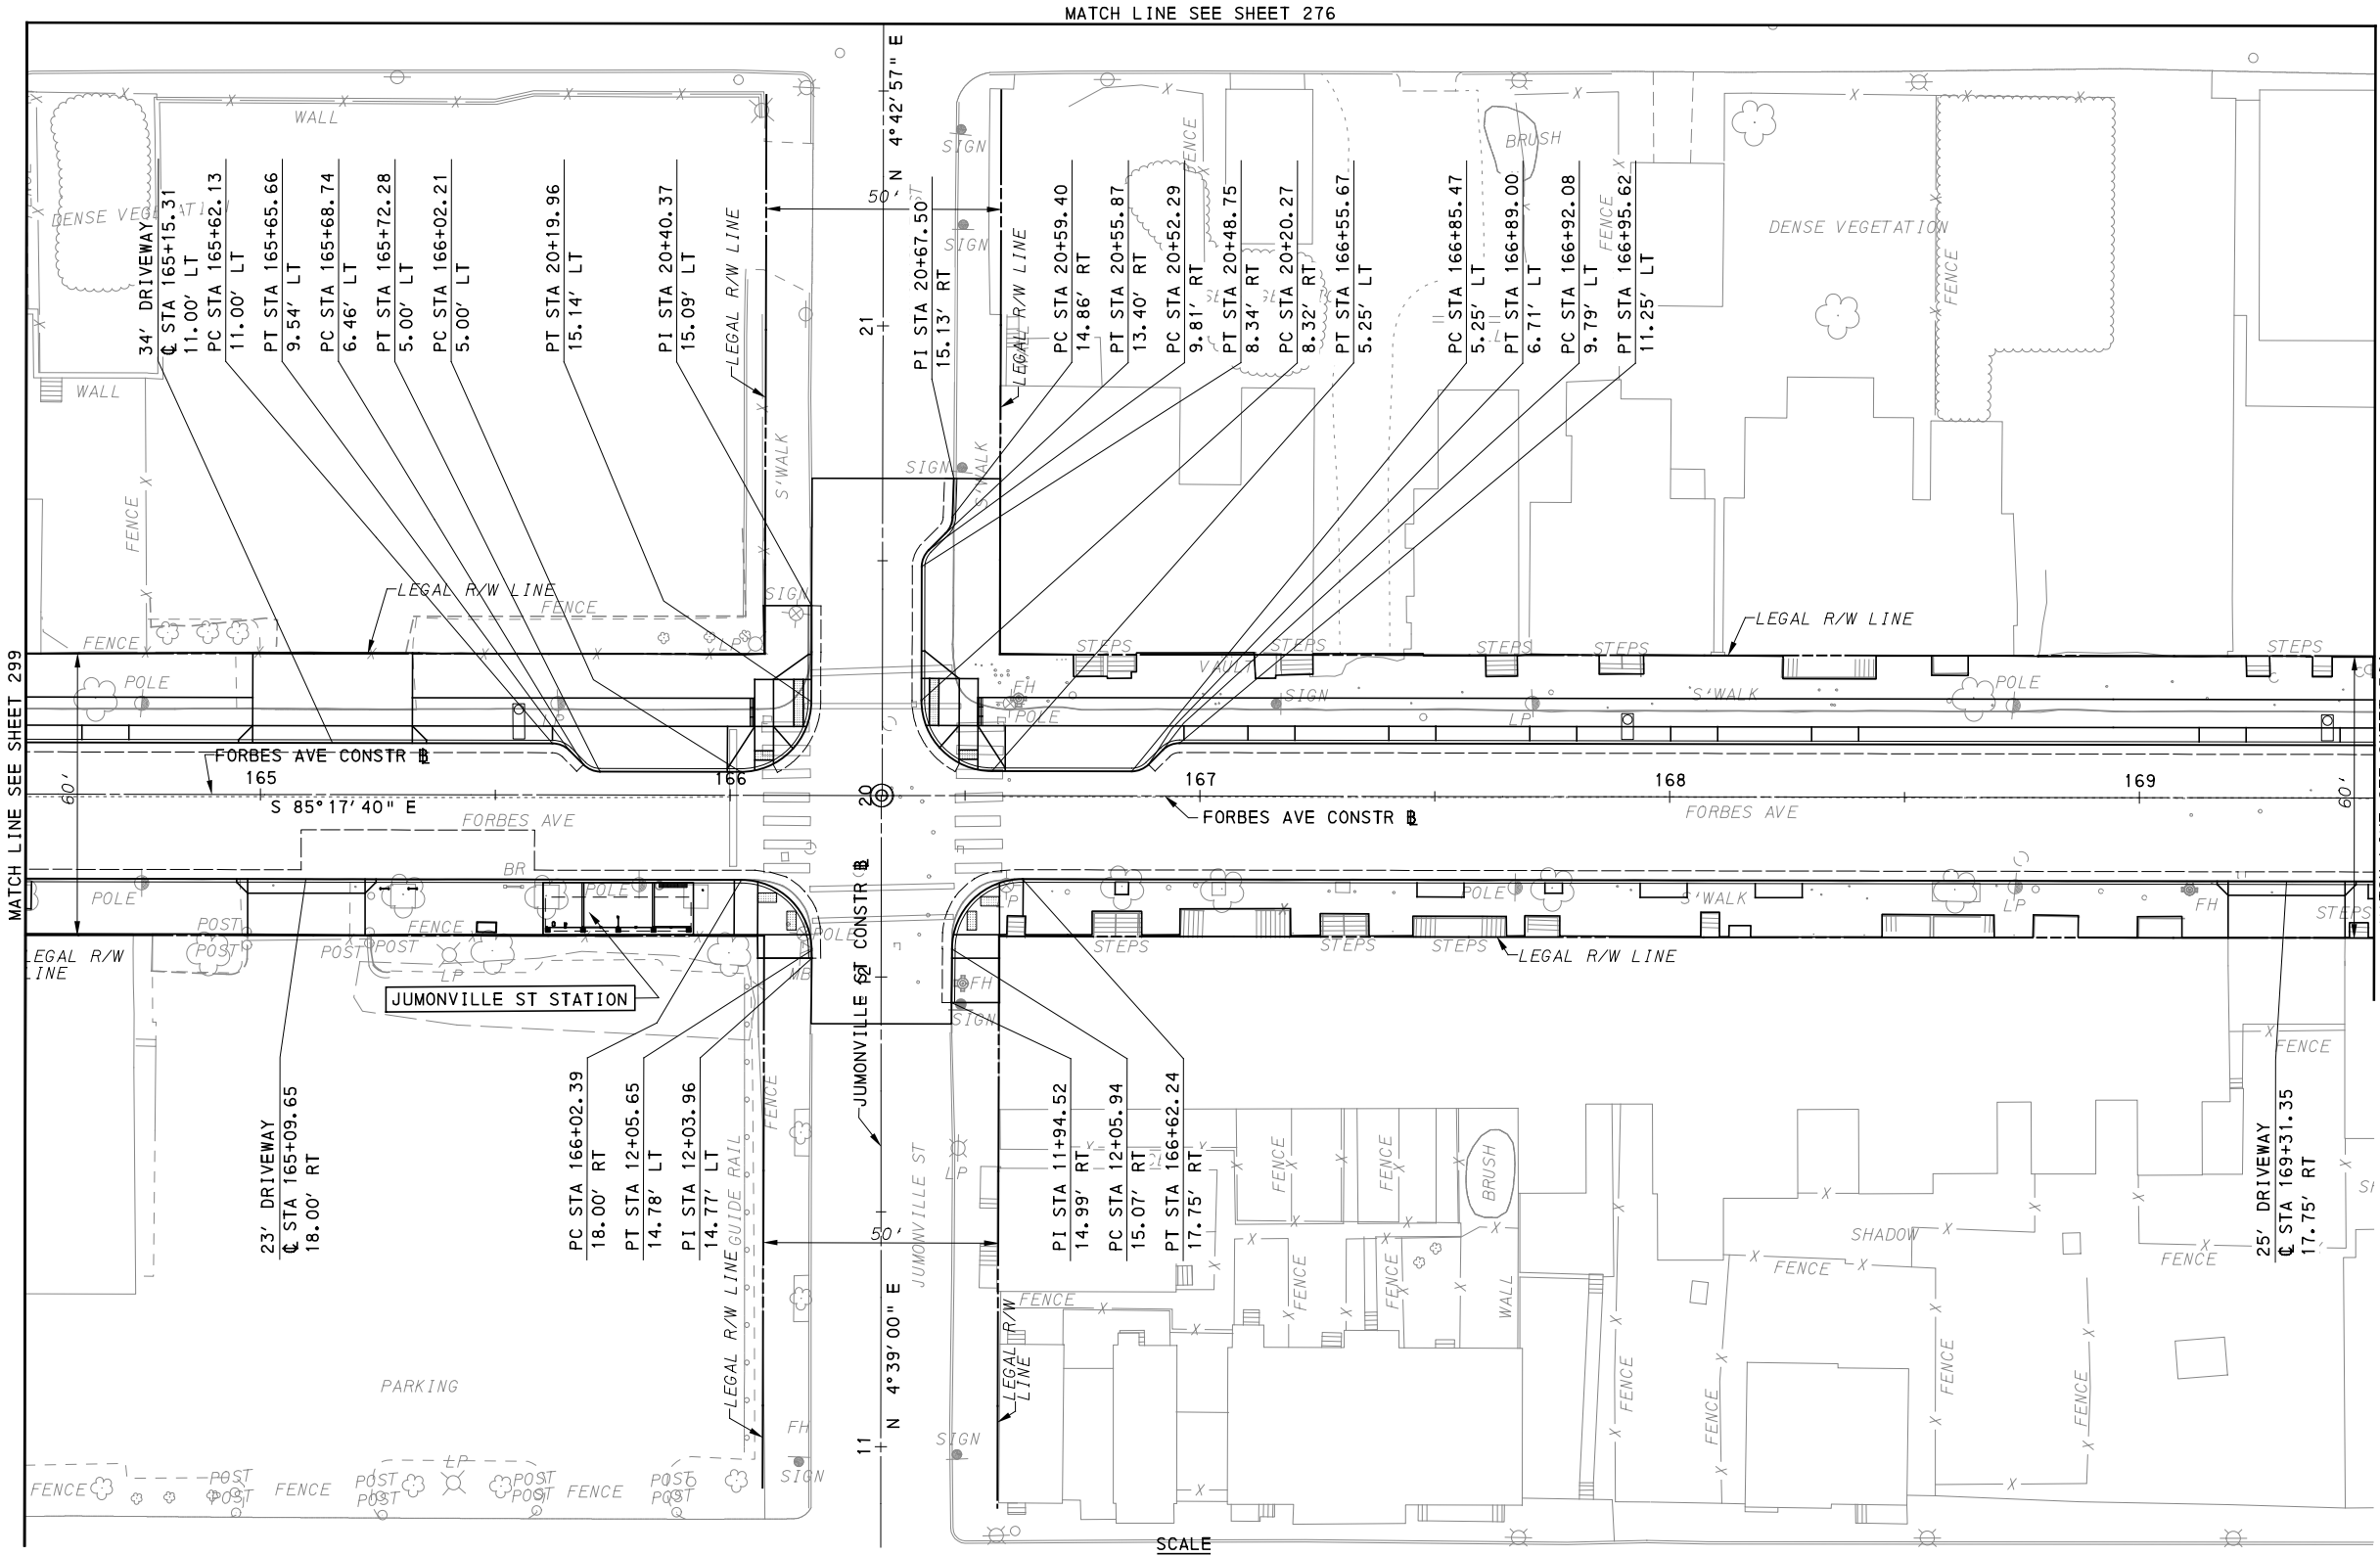 MATCH LINE SEE SHEET 276
MATCH LINE SEE SHEET 299
WALL
DENSE VEGETATION
WALL
FENCE
34' DRIVEWAY
℄ STA 165+15.31
11.00' LT
PC STA 165+62.13
11.00' LT
PT STA 165+65.66
9.54' LT
PC STA 165+68.74
6.46' LT
PT STA 165+72.28
5.00' LT
PC STA 166+02.21
5.00' LT
PT STA 20+19.96
15.14' LT
PI STA 20+40.37
15.09' LT
LEGAL R/W LINE
S'WALK
50'
N 4°42'57" E
21
PI STA 20+67.50
15.13' RT
SIGN
SIGN
SIGN
S'WALK
LEGAL R/W LINE
PC STA 20+59.40
14.86' RT
PT STA 20+55.87
13.40' RT
PC STA 20+52.29
9.81' RT
PT STA 20+48.75
8.34' RT
PC STA 20+20.27
8.32' RT
PT STA 166+55.67
5.25' LT
PC STA 166+85.47
5.25' LT
PT STA 166+89.00
6.71' LT
PC STA 166+92.08
9.79' LT
PT STA 166+95.62
11.25' LT
FENCE
BRUSH
FENCE
DENSE VEGETATION
FENCE
LEGAL R/W LINE
FENCE
SIGN
LP
FENCE
POLE
STEPS
VAULT
STEPS
STEPS
STEPS
LEGAL R/W LINE
STEPS
FH
POLE
SIGN
LP
S'WALK
POLE
FORBES AVE CONSTR ℄
165
166
167
168
169
60'
60'
S 85°17'40" E
20
FORBES AVE
FORBES AVE CONSTR ℄
FORBES AVE
POLE
BR
POLE
POLE
POLE
S'WALK
LP
FH
STEPS
POST
POST
POST
POST
FENCE
LP
MB
FH
SIGN
STEPS
STEPS
STEPS
LEGAL R/W LINE
LEGAL R/W
LINE
JUMONVILLE ST STATION
JUMONVILLE ST CONSTR ℄
12
23' DRIVEWAY
℄ STA 165+09.65
18.00' RT
PC STA 166+02.39
18.00' RT
PT STA 12+05.65
14.78' LT
PI STA 12+03.96
14.77' LT
GUIDE RAIL
FENCE
LEGAL R/W LINE
50'
JUMONVILLE ST
LP
PI STA 11+94.52
14.99' RT
PC STA 12+05.94
15.07' RT
PT STA 166+62.24
17.75' RT
FENCE
FENCE
BRUSH
FENCE
SHADOW
FENCE
FENCE
25' DRIVEWAY
℄ STA 169+31.35
17.75' RT
N 4°39'00" E
LEGAL R/W
LINE
FENCE
FENCE
FENCE
WALL
FENCE
FENCE
FENCE
FENCE
PARKING
11
FH
SIGN
SIGN
FENCE
POST
POST
FENCE
POST
POST
LP
POST
POST
FENCE
POST
POST
SCALE